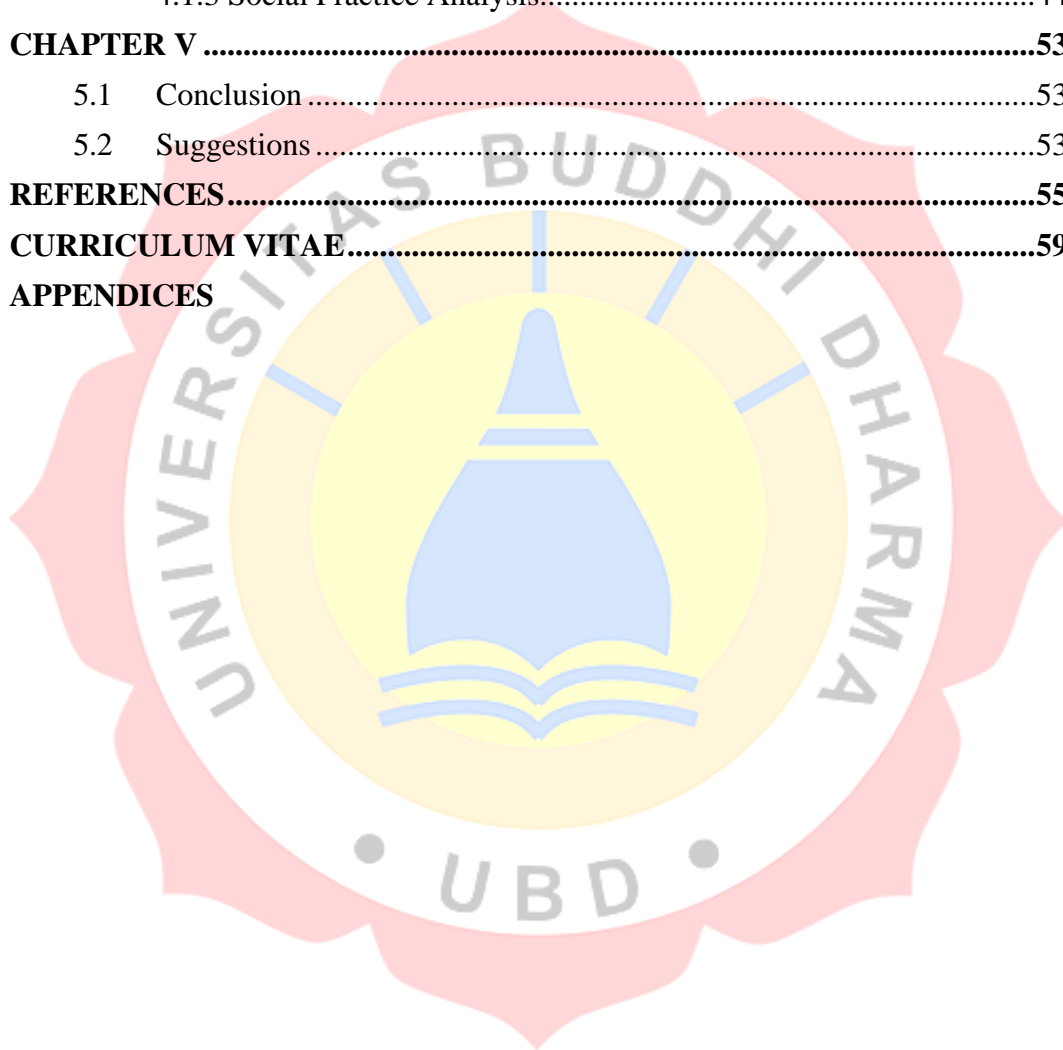 4.1.3 Social Practice Analysis..........................................................................44
CHAPTER V ..........................................................................................................53
5.1 Conclusion .............................................................................................53
5.2 Suggestions ............................................................................................53
REFERENCES.......................................................................................................55
CURRICULUM VITAE........................................................................................59
APPENDICES
UNIVERSITAS BUDDHI DHARMA
• UBD •